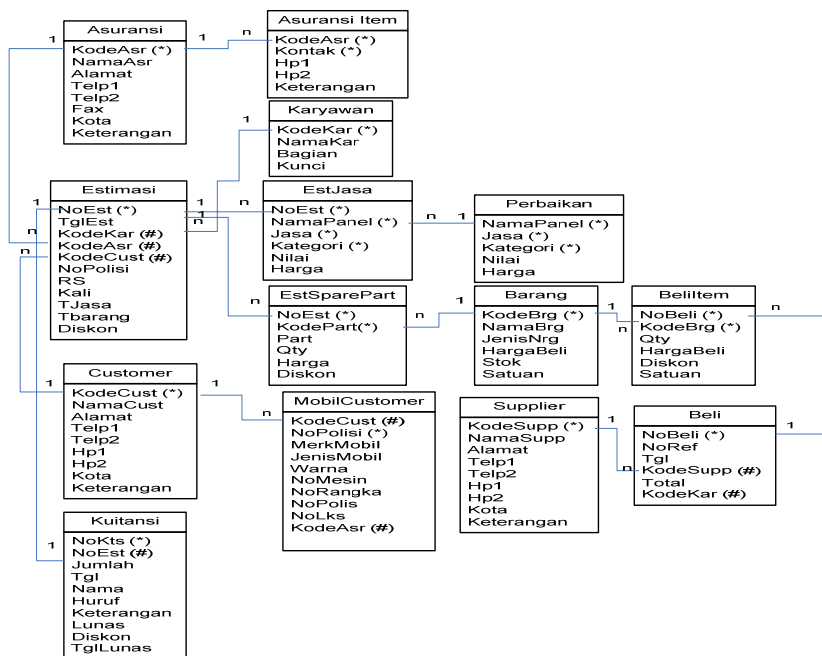 Asuransi
KodeAsr (*)
NamaAsr
Alamat
Telp1
Telp2
Fax
Kota
Keterangan
1
1
n
Asuransi Item
KodeAsr (*)
Kontak (*)
Hp1
Hp2
Keterangan
Karyawan
KodeKar (*)
NamaKar
Bagian
Kunci
1
Estimasi
NoEst (*)
TglEst
KodeKar (#)
KodeAsr (#)
KodeCust (#)
NoPolisi
RS
Kali
TJasa
Tbarang
Diskon
1
n
n
1
1
n
n
EstJasa
NoEst (*)
NamaPanel (*)
Jasa (*)
Kategori (*)
Nilai
Harga
n
1
Perbaikan
NamaPanel (*)
Jasa (*)
Kategori (*)
Nilai
Harga
n
EstSparePart
NoEst (*)
KodePart(*)
Part
Qty
Harga
Diskon
n
1
Barang
KodeBrg (*)
NamaBrg
JenisNrg
HargaBeli
Stok
Satuan
1
n
BeliItem
NoBeli (*)
KodeBrg (*)
Qty
HargaBeli
Diskon
Satuan
n
Customer
KodeCust (*)
NamaCust
Alamat
Telp1
Telp2
Hp1
Hp2
Kota
Keterangan
1
1
n
MobilCustomer
KodeCust (#)
NoPolisi (*)
MerkMobil
JenisMobil
Warna
NoMesin
NoRangka
NoPolis
NoLks
KodeAsr (#)
Supplier
KodeSupp (*)
NamaSupp
Alamat
Telp1
Telp2
Hp1
Hp2
Kota
Keterangan
1
n
Beli
NoBeli (*)
NoRef
Tgl
KodeSupp (#)
Total
KodeKar (#)
1
Kuitansi
NoKts (*)
NoEst (#)
Jumlah
Tgl
Nama
Huruf
Keterangan
Lunas
Diskon
TglLunas
1